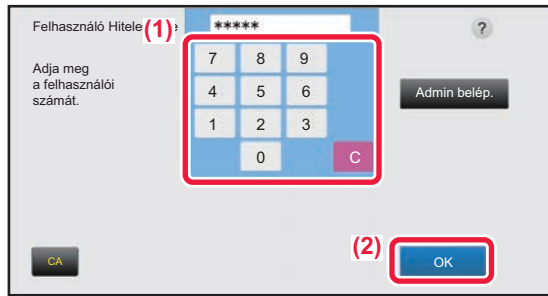 Felhasználó Hitele
(1)
*****
?
Adja meg
a felhasználói
számát.
7 8 9
4 5 6
1 2 3
0 C
Admin belép.
(2)
CA
OK